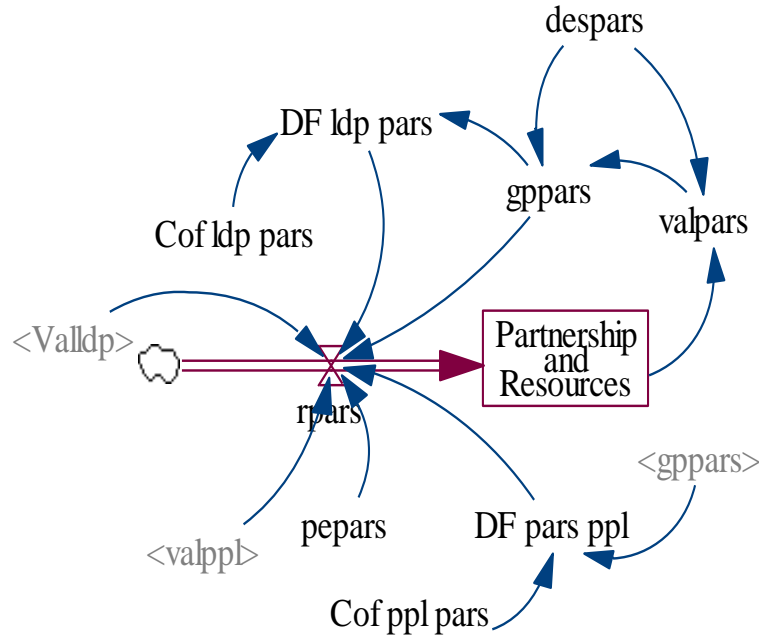 despars
DF ldp pars
gppars
valpars
Cof ldp pars
<Valldp>
Partnership
and
Resources
rpars
<gppars>
<valppl>
pepars
DF pars ppl
Cof ppl pars